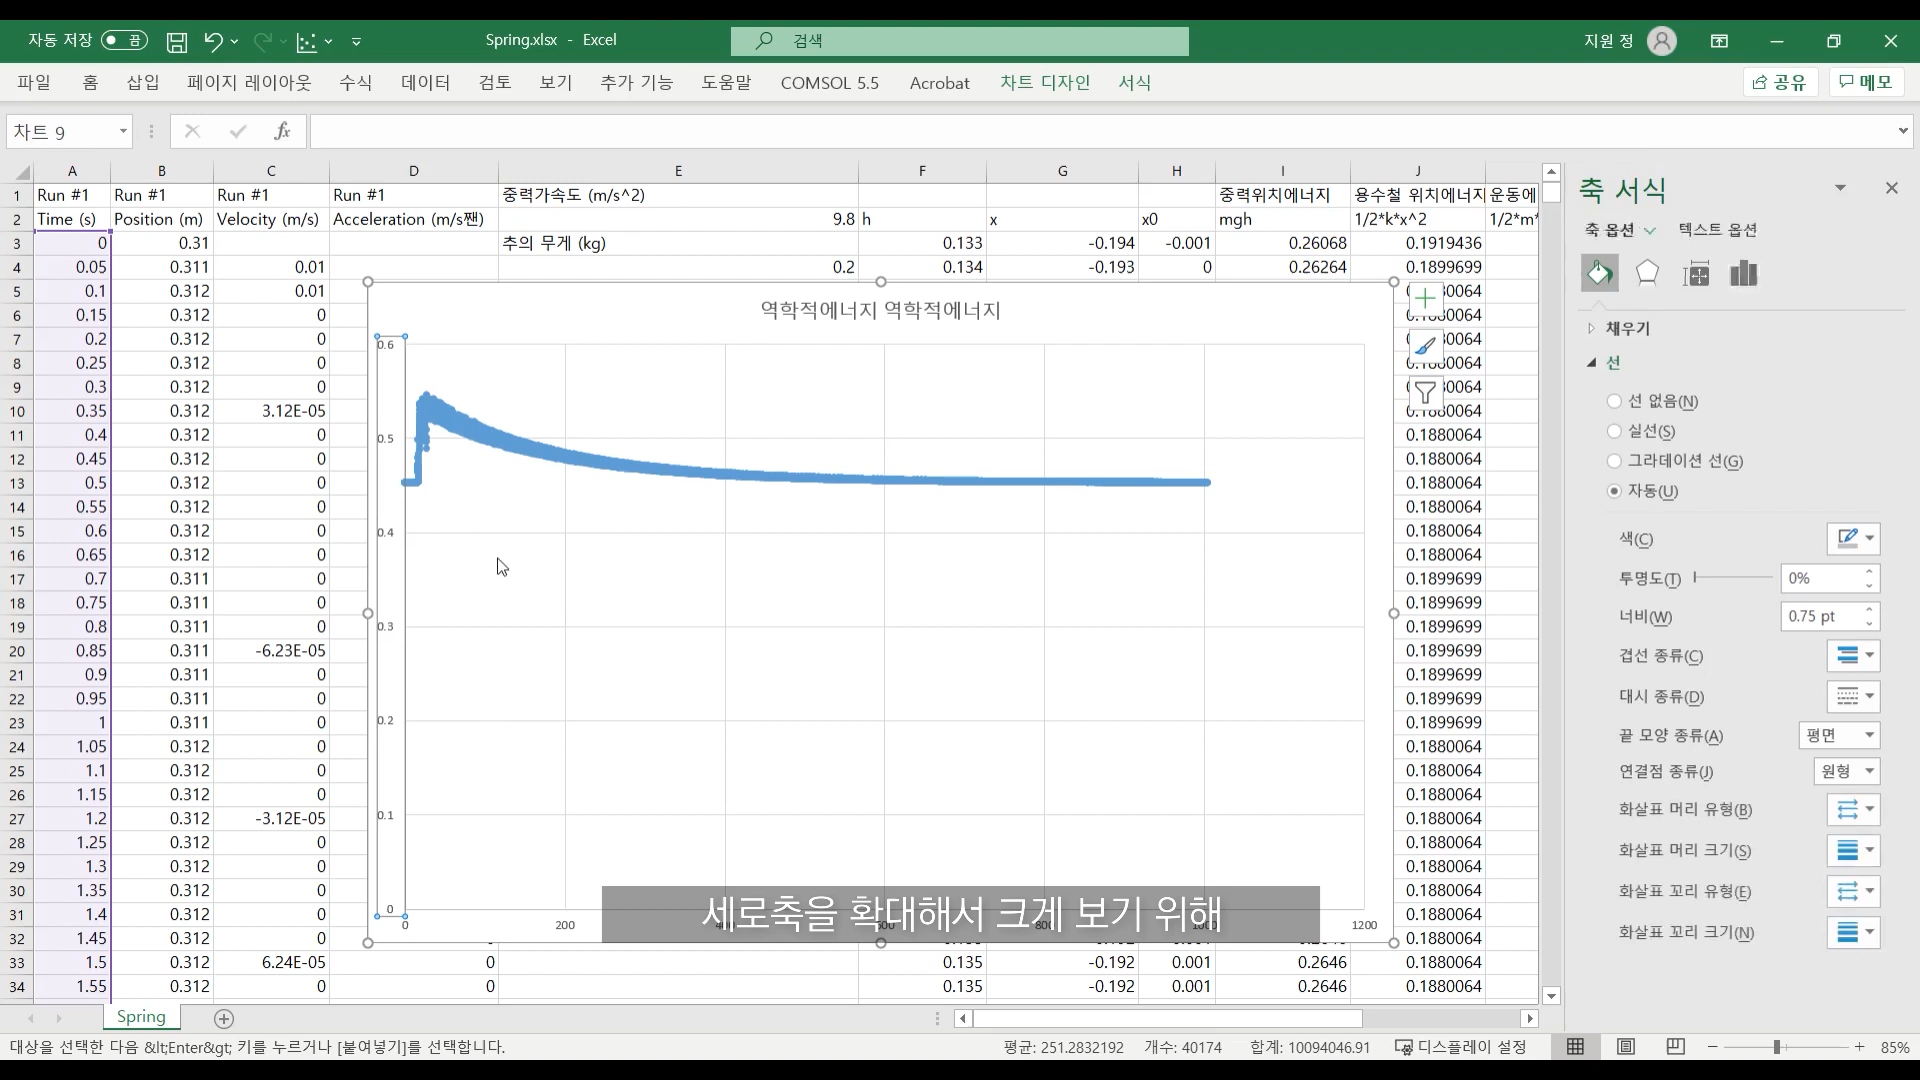 자동 저장 끔 Spring.xlsx - Excel 검색 지원 정
파일 홈 삽입 페이지 레이아웃 수식 데이터 검토 보기 추가 기능 도움말 COMSOL 5.5 Acrobat 차트 디자인 서식 공유 메모
차트 9 fx
A B C D E F G H I J
1 Run #1 Run #1 Run #1 Run #1 중력가속도 (m/s^2) 중력위치에너지 용수철 위치에너지 운동에
2 Time (s) Position (m) Velocity (m/s) Acceleration (m/s짼) 9.8 h x x0 mgh 1/2*k*x^2 1/2*m*
3 0 0.31 추의 무게 (kg) 0.133 -0.194 -0.001 0.26068 0.1919436
4 0.05 0.311 0.01 0.2 0.134 -0.193 0 0.26264 0.1899699
5 0.1 0.312 0.01 80064
6 0.15 0.312 0 0.1880064
7 0.2 0.312 0 80064
8 0.25 0.312 0 0.1880064
9 0.3 0.312 0 80064
10 0.35 0.312 3.12E-05 0.1880064
11 0.4 0.312 0 0.1880064
12 0.45 0.312 0 0.1880064
13 0.5 0.312 0 0.1880064
14 0.55 0.312 0 0.1880064
15 0.6 0.312 0 0.1880064
16 0.65 0.312 0 0.1880064
17 0.7 0.311 0 0.1899699
18 0.75 0.311 0 0.1899699
19 0.8 0.311 0 0.1899699
20 0.85 0.311 -6.23E-05 0.1899699
21 0.9 0.311 0 0.1899699
22 0.95 0.311 0 0.1899699
23 1 0.311 0 0.1899699
24 1.05 0.312 0 0.1880064
25 1.1 0.312 0 0.1880064
26 1.15 0.312 0 0.1880064
27 1.2 0.312 -3.12E-05 0.1880064
28 1.25 0.312 0 0.1880064
29 1.3 0.312 0 0.1880064
30 1.35 0.312 0 0.1880064
31 1.4 0.312 0 0.1880064
32 1.45 0.312 0 0.1880064
33 1.5 0.312 6.24E-05 0 0.135 -0.192 0.001 0.2646 0.1880064
34 1.55 0.312 0 0 0.135 -0.192 0.001 0.2646 0.1880064
역학적에너지 역학적에너지
0.6
0.5
0.4
0.3
0.2
0.1
0
0 200 400 600 800 1000 1200
세로축을 확대해서 크게 보기 위해
축 서식
축 옵션 텍스트 옵션
채우기
선
선 없음(N)
실선(S)
그라데이션 선(G)
자동(U)
색(C)
투명도(T) 0%
너비(W) 0.75 pt
겹선 종류(C)
대시 종류(D)
끝 모양 종류(A) 평면
연결점 종류(J) 원형
화살표 머리 유형(B)
화살표 머리 크기(S)
화살표 꼬리 유형(E)
화살표 꼬리 크기(N)
Spring
대상을 선택한 다음 &lt;Enter&gt; 키를 누르거나 [붙여넣기]를 선택합니다. 평균: 251.2832192 개수: 40174 합계: 10094046.91 디스플레이 설정 85%